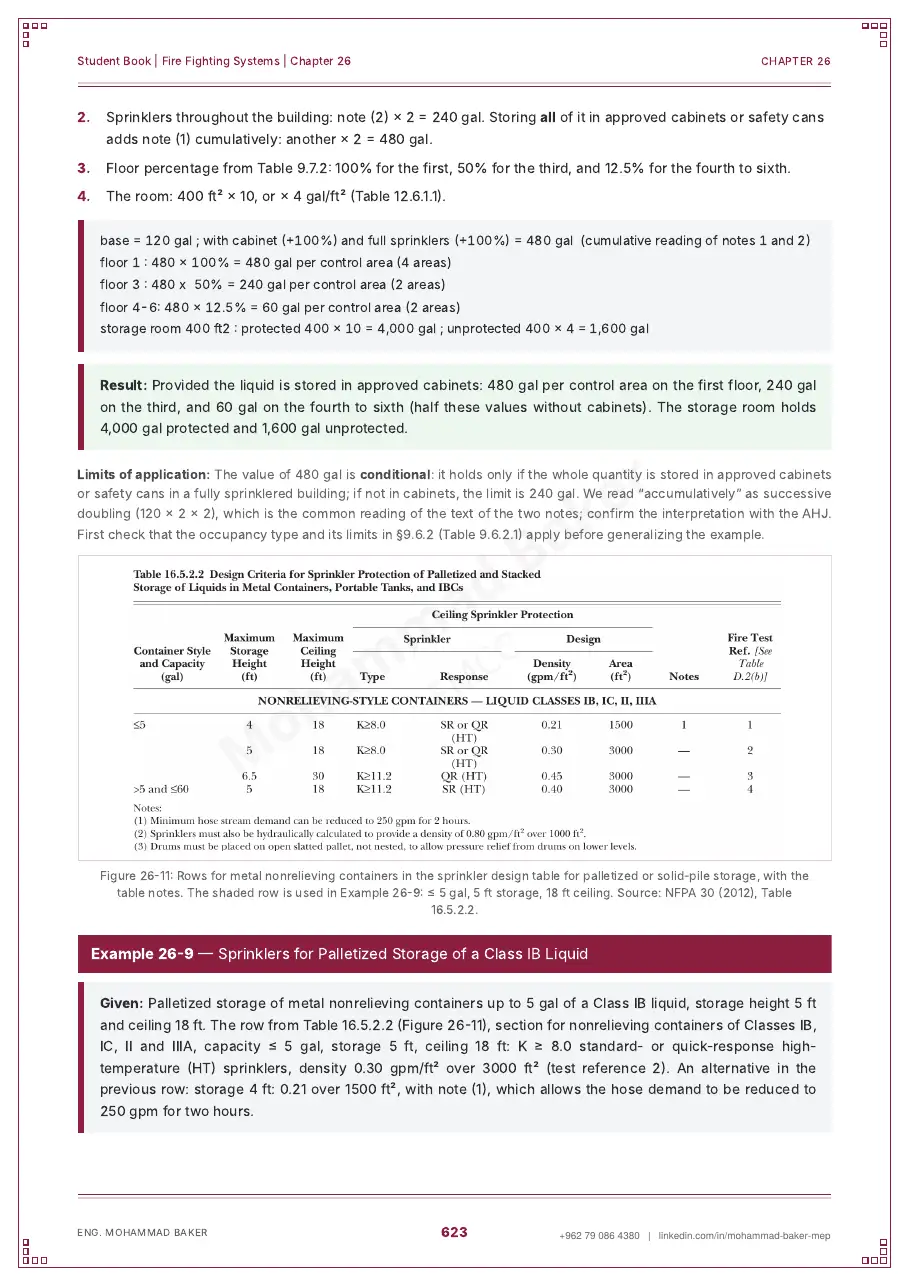 Student Book | Fire Fighting Systems | Chapter 26
CHAPTER 26
2. Sprinklers throughout the building: note (2) × 2 = 240 gal. Storing all of it in approved cabinets or safety cans
adds note (1) cumulatively: another × 2 = 480 gal.
3. Floor percentage from Table 9.7.2: 100% for the first, 50% for the third, and 12.5% for the fourth to sixth.
4. The room: 400 ft² × 10, or × 4 gal/ft² (Table 12.6.1.1).
base = 120 gal ; with cabinet (+100%) and full sprinklers (+100%) = 480 gal (cumulative reading of notes 1 and 2)
floor 1 : 480 × 100% = 480 gal per control area (4 areas)
floor 3 : 480 x 50% = 240 gal per control area (2 areas)
floor 4-6: 480 × 12.5% = 60 gal per control area (2 areas)
storage room 400 ft2 : protected 400 × 10 = 4,000 gal ; unprotected 400 × 4 = 1,600 gal
Result: Provided the liquid is stored in approved cabinets: 480 gal per control area on the first floor, 240 gal
on the third, and 60 gal on the fourth to sixth (half these values without cabinets). The storage room holds
4,000 gal protected and 1,600 gal unprotected.
Limits of application: The value of 480 gal is conditional: it holds only if the whole quantity is stored in approved cabinets
or safety cans in a fully sprinklered building; if not in cabinets, the limit is 240 gal. We read “accumulatively” as successive
doubling (120 × 2 × 2), which is the common reading of the text of the two notes; confirm the interpretation with the AHJ.
First check that the occupancy type and its limits in §9.6.2 (Table 9.6.2.1) apply before generalizing the example.
Table 16.5.2.2 Design Criteria for Sprinkler Protection of Palletized and Stacked
Storage of Liquids in Metal Containers, Portable Tanks, and IBCs
Ceiling Sprinkler Protection
Maximum Maximum Sprinkler Design Fire Test
Container Style Storage Ceiling Ref. [See
and Capacity Height Height Density Area Table
(gal) (ft) (ft) Type Response (gpm/ft²) (ft²) Notes D.2(b)]
NONRELIEVING-STYLE CONTAINERS — LIQUID CLASSES IB, IC, II, IIIA
≤5 4 18 K≥8.0 SR or QR 0.21 1500 1 1
(HT)
5 18 K≥8.0 SR or QR 0.30 3000 — 2
(HT)
6.5 30 K≥11.2 QR (HT) 0.45 3000 — 3
>5 and ≤60 5 18 K≥11.2 SR (HT) 0.40 3000 — 4
Notes:
(1) Minimum hose stream demand can be reduced to 250 gpm for 2 hours.
(2) Sprinklers must also be hydraulically calculated to provide a density of 0.80 gpm/ft² over 1000 ft².
(3) Drums must be placed on open slatted pallet, not nested, to allow pressure relief from drums on lower levels.
Figure 26-11: Rows for metal nonrelieving containers in the sprinkler design table for palletized or solid-pile storage, with the
table notes. The shaded row is used in Example 26-9: ≤ 5 gal, 5 ft storage, 18 ft ceiling. Source: NFPA 30 (2012), Table
16.5.2.2.
Example 26-9 — Sprinklers for Palletized Storage of a Class IB Liquid
Given: Palletized storage of metal nonrelieving containers up to 5 gal of a Class IB liquid, storage height 5 ft
and ceiling 18 ft. The row from Table 16.5.2.2 (Figure 26-11), section for nonrelieving containers of Classes IB,
IC, II and IIIA, capacity ≤ 5 gal, storage 5 ft, ceiling 18 ft: K ≥ 8.0 standard- or quick-response high-
temperature (HT) sprinklers, density 0.30 gpm/ft² over 3000 ft² (test reference 2). An alternative in the
previous row: storage 4 ft: 0.21 over 1500 ft², with note (1), which allows the hose demand to be reduced to
250 gpm for two hours.
ENG. MOHAMMAD BAKER
623
+962 79 086 4380 | linkedin.com/in/mohammad-baker-mep